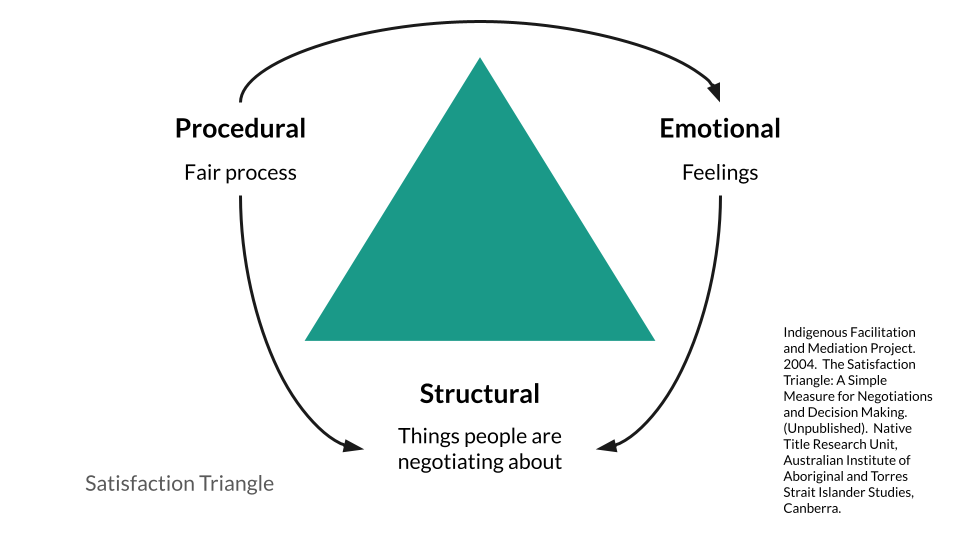 Procedural
Fair process
Emotional
Feelings
Structural
Things people are
negotiating about
Satisfaction Triangle
Indigenous Facilitation
and Mediation Project.
2004.  The Satisfaction
Triangle: A Simple
Measure for Negotiations
and Decision Making.
(Unpublished).  Native
Title Research Unit,
Australian Institute of
Aboriginal and Torres
Strait Islander Studies,
Canberra.